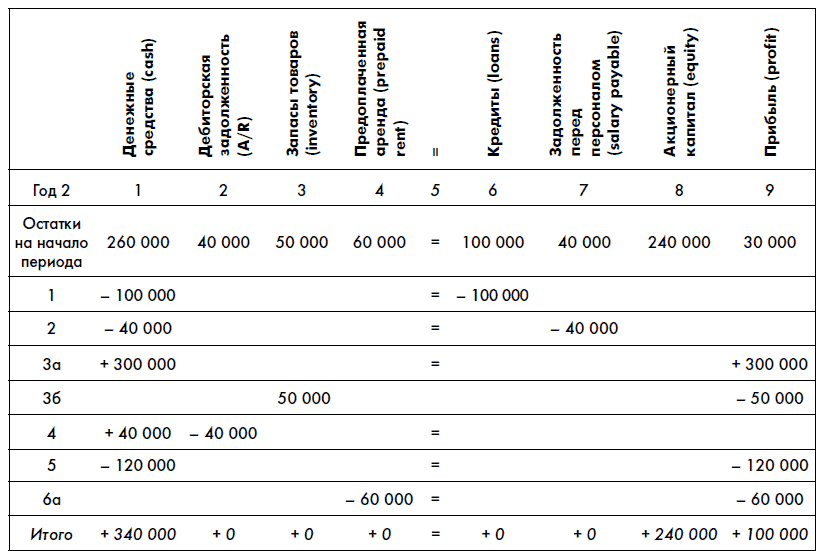 Денежные средства (cash)
Дебиторская задолженность (A/R)
Запасы товаров (inventory)
Предоплаченная аренда (prepaid rent)
=
Кредиты (loans)
Задолженность перед персоналом (salary payable)
Акционерный капитал (equity)
Прибыль (profit)
Год 2 1 2 3 4 5 6 7 8 9
Остатки
на начало 260 000 40 000 50 000 60 000 = 100 000 40 000 240 000 30 000
периода
1 – 100 000 = – 100 000
2 – 40 000 = – 40 000
3а + 300 000 = + 300 000
3б 50 000 – 50 000
4 + 40 000 – 40 000 =
5 – 120 000 = – 120 000
6а – 60 000 = – 60 000
Итого + 340 000 + 0 + 0 + 0 = + 0 + 0 + 240 000 + 100 000